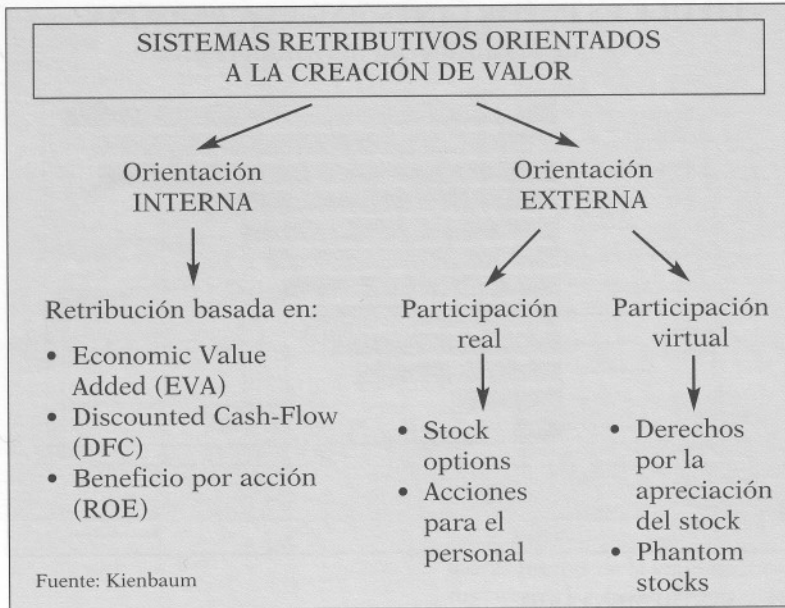 SISTEMAS RETRIBUTIVOS ORIENTADOS
A LA CREACIÓN DE VALOR
Orientación
INTERNA
Orientación
EXTERNA
Retribución basada en:
• Economic Value
Added (EVA)
• Discounted Cash-Flow
(DFC)
• Beneficio por acción
(ROE)
Participación
real
• Stock
options
• Acciones
para el
personal
Participación
virtual
• Derechos
por la
apreciación
del stock
• Phantom
stocks
Fuente: Kienbaum